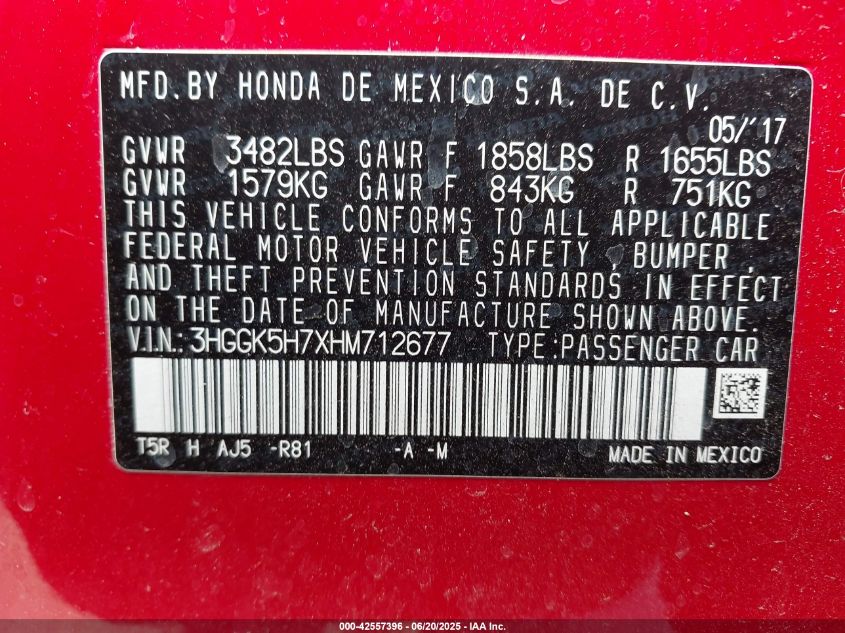 MFD. BY HONDA DE MEXICO S.A. DE C.V.
05/'17
GVWR 3482LBS GAWR F 1858LBS R 1655LBS
GVWR 1579KG GAWR F 843KG R 751KG
THIS VEHICLE CONFORMS TO ALL APPLICABLE
FEDERAL MOTOR VEHICLE SAFETY , BUMPER ,
AND THEFT PREVENTION STANDARDS IN EFFECT
ON THE DATE OF MANUFACTURE SHOWN ABOVE.
V.I.N.: 3HGGK5H7XHM712677 TYPE:PASSENGER CAR
T5R H AJ5 -R81 -A -M MADE IN MEXICO
000-42557396 - 06/20/2025 - IAA Inc.